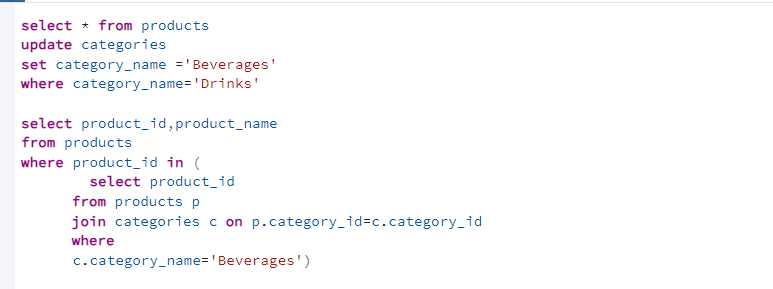 select * from products
update categories
set category_name ='Beverages'
where category_name='Drinks'
select product_id,product_name
from products
where product_id in (
select product_id
from products p
join categories c on p.category_id=c.category_id
where
c.category_name='Beverages')